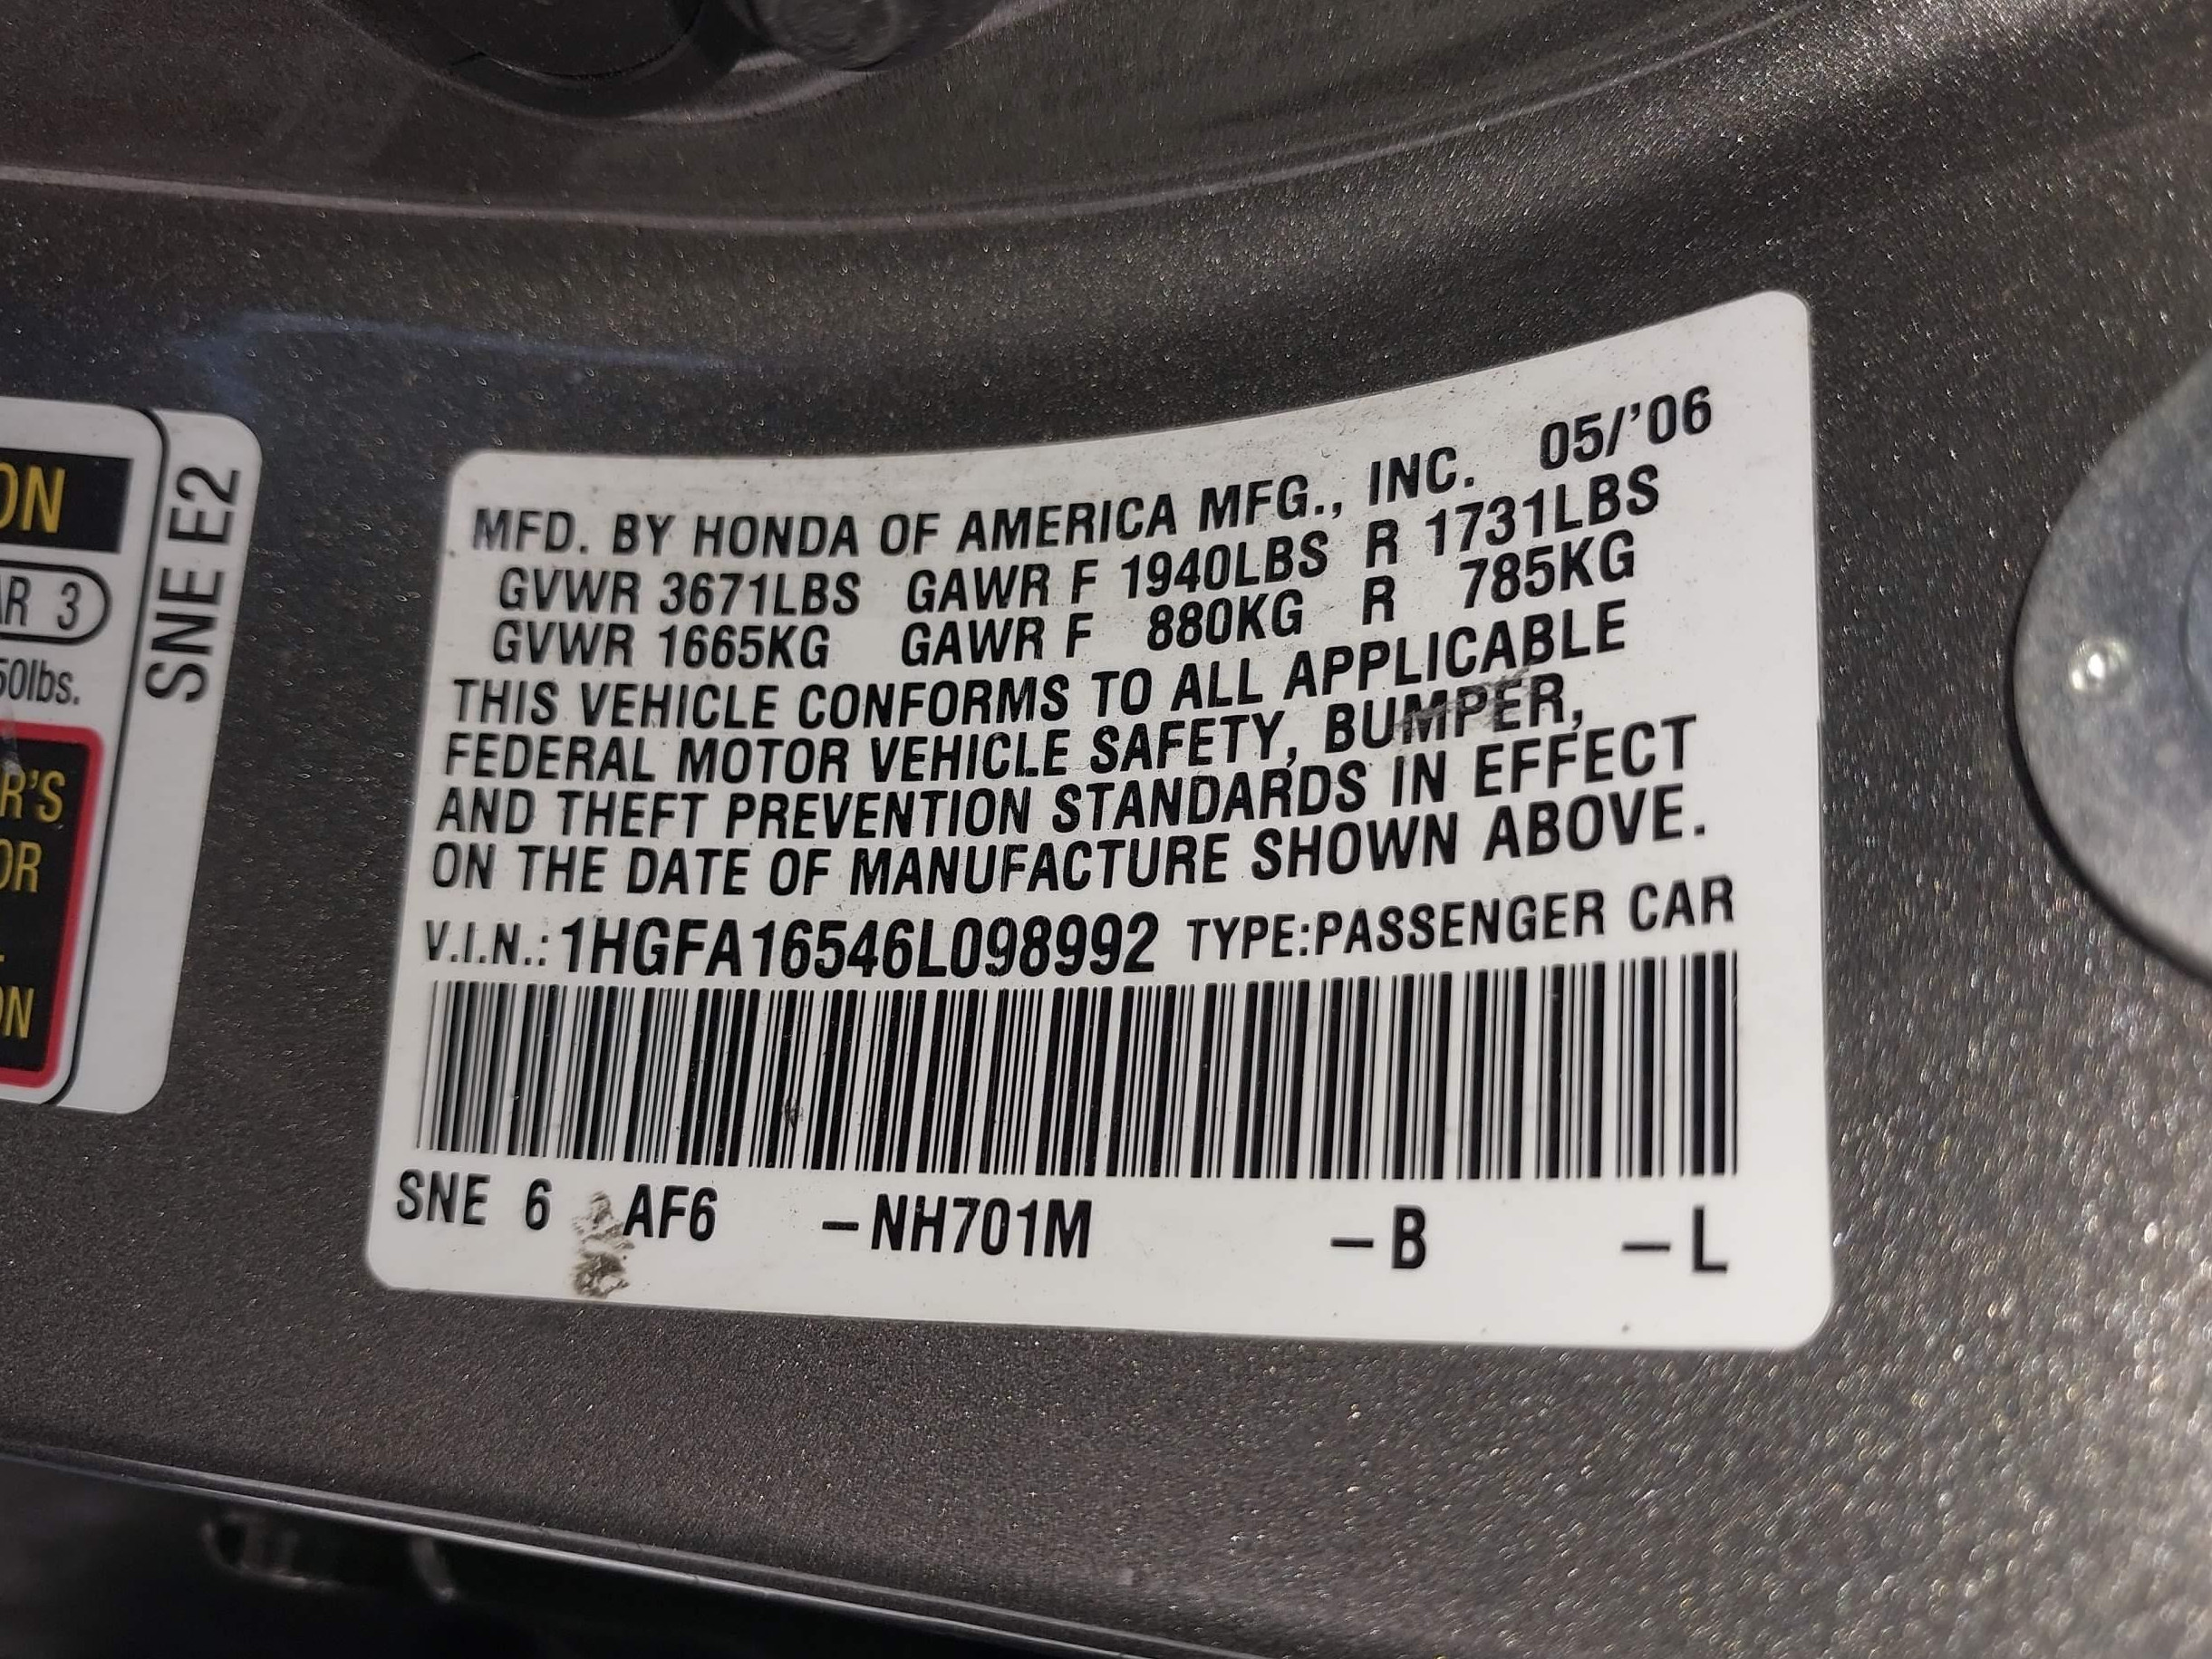 ON
AR 3
50lbs.
R'S
OR
ON
SNE E2
MFD. BY HONDA OF AMERICA MFG., INC. 05/'06
GVWR 3671LBS GAWR F 1940LBS R 1731LBS
GVWR 1665KG GAWR F 880KG R 785KG
THIS VEHICLE CONFORMS TO ALL APPLICABLE
FEDERAL MOTOR VEHICLE SAFETY, BUMPER,
AND THEFT PREVENTION STANDARDS IN EFFECT
ON THE DATE OF MANUFACTURE SHOWN ABOVE.
V.I.N.: 1HGFA16546L098992 TYPE:PASSENGER CAR
SNE 6 AF6 –NH701M –B –L